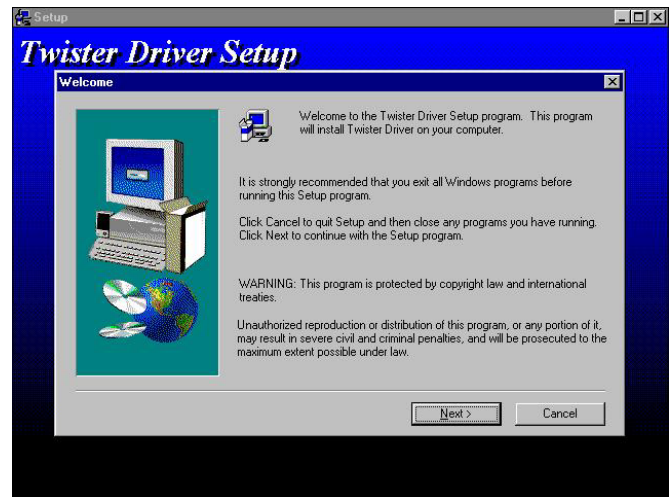 Setup
Twister Driver Setup
Welcome
Welcome to the Twister Driver Setup program. This program
will install Twister Driver on your computer.
It is strongly recommended that you exit all Windows programs before
running this Setup program.
Click Cancel to quit Setup and then close any programs you have running.
Click Next to continue with the Setup program.
WARNING: This program is protected by copyright law and international
treaties.
Unauthorized reproduction or distribution of this program, or any portion of it,
may result in severe civil and criminal penalties, and will be prosecuted to the
maximum extent possible under law.
Next >
Cancel